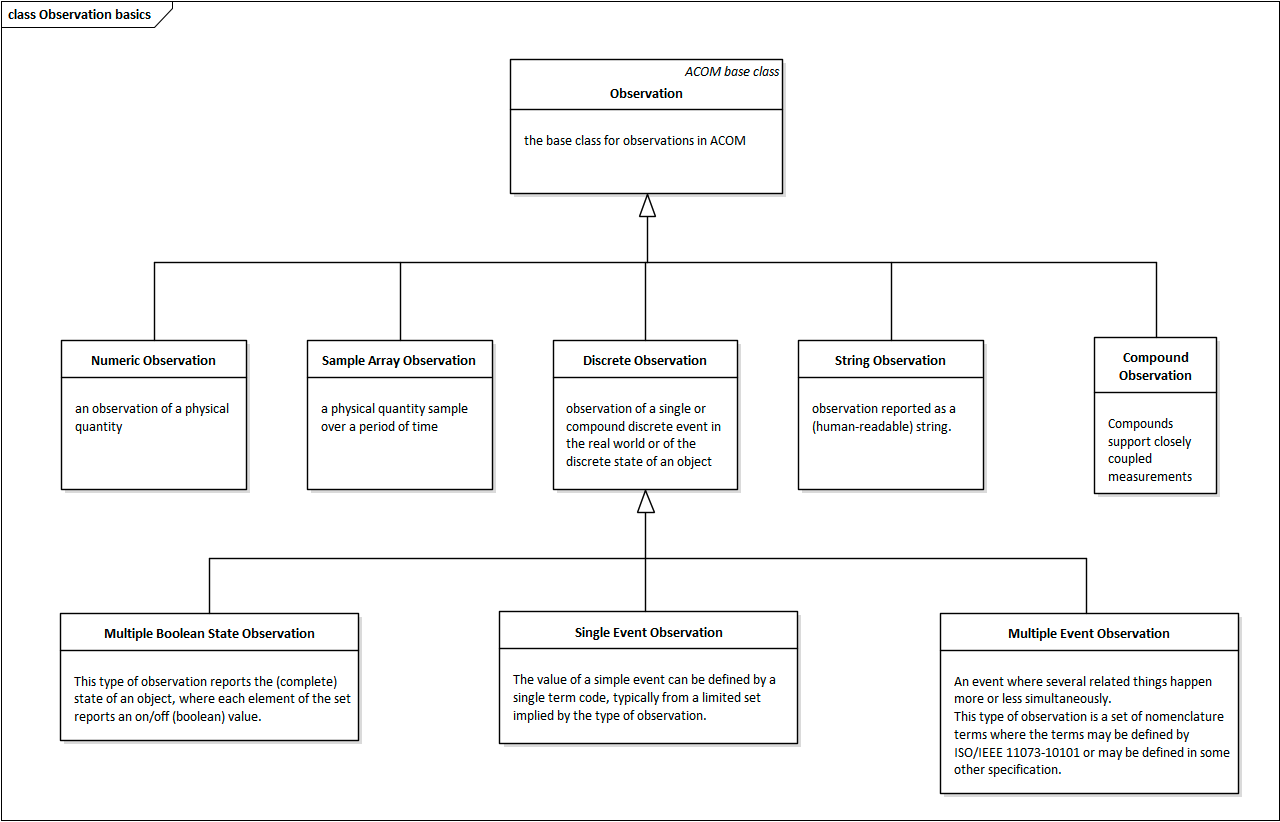 class Observation basics
ACOM base class
Observation
the base class for observations in ACOM
Numeric Observation
an observation of a physical
quantity
Sample Array Observation
a physical quantity sample
over a period of time
Discrete Observation
observation of a single or
compound discrete event in
the real world or of the
discrete state of an object
String Observation
observation reported as a
(human-readable) string.
Compound
Observation
Compounds
support closely
coupled
measurements
Multiple Boolean State Observation
This type of observation reports the (complete)
state of an object, where each element of the set
reports an on/off (boolean) value.
Single Event Observation
The value of a simple event can be defined by a
single term code, typically from a limited set
implied by the type of observation.
Multiple Event Observation
An event where several related things happen
more or less simultaneously.
This type of observation is a set of nomenclature
terms where the terms may be defined by
ISO/IEEE 11073-10101 or may be defined in some
other specification.